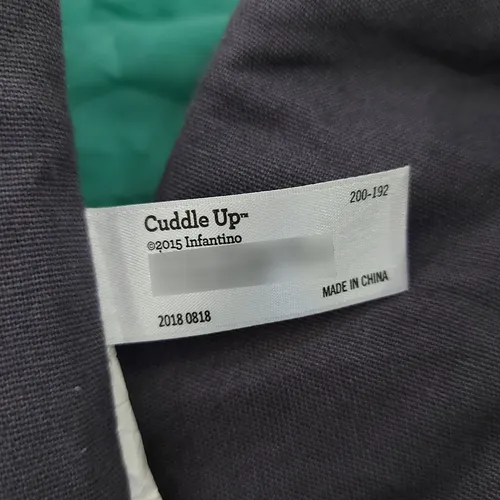 Cuddle Up™
200-192
©2015 Infantino
MADE IN CHINA
2018 0818